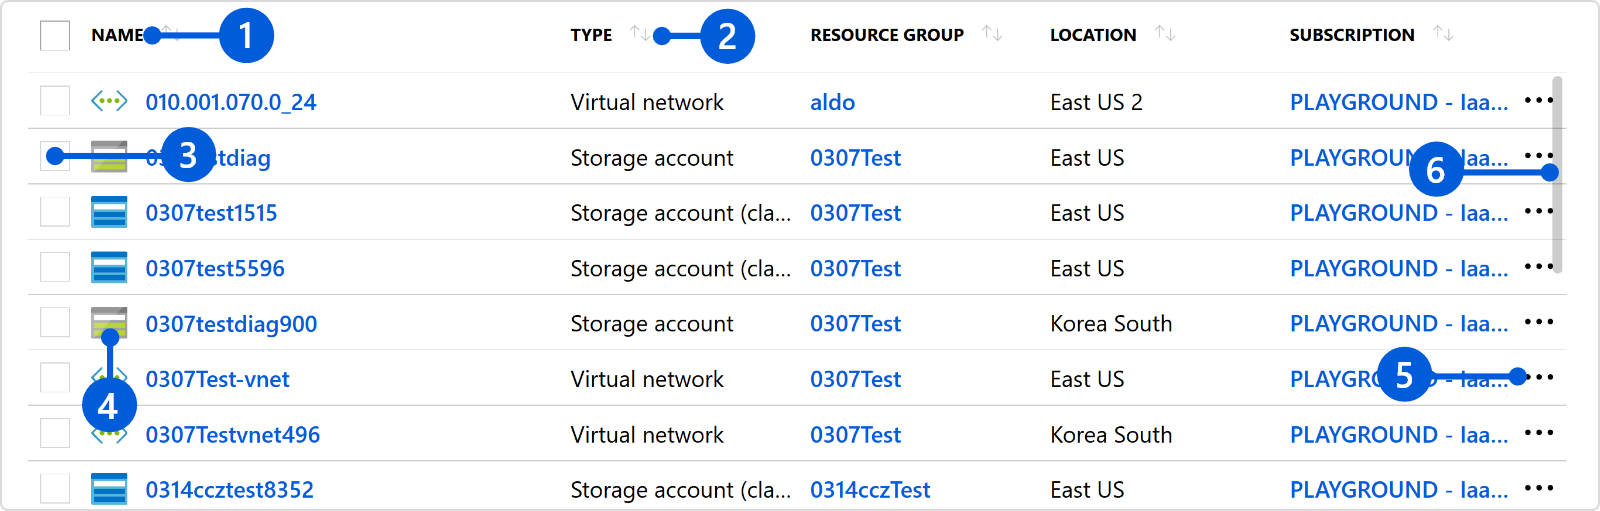 NAME 1 TYPE 2 RESOURCE GROUP LOCATION SUBSCRIPTION
010.001.070.0_24 Virtual network aldo East US 2 PLAYGROUND - Iaa... ...
3 Storage account 0307Test East US PLAYGROUND - Iaa... ...
6
0307test1515 Storage account (cla... 0307Test East US PLAYGROUND - Iaa... ...
0307test5596 Storage account (cla... 0307Test East US PLAYGROUND - Iaa... ...
0307testdiag900 Storage account 0307Test Korea South PLAYGROUND - Iaa... ...
0307Test-vnet Virtual network 0307Test East US 5 ...
4
0307Testvnet496 Virtual network 0307Test Korea South PLAYGROUND - Iaa... ...
0314ccztest8352 Storage account (cla... 0314cczTest East US PLAYGROUND - Iaa... ...